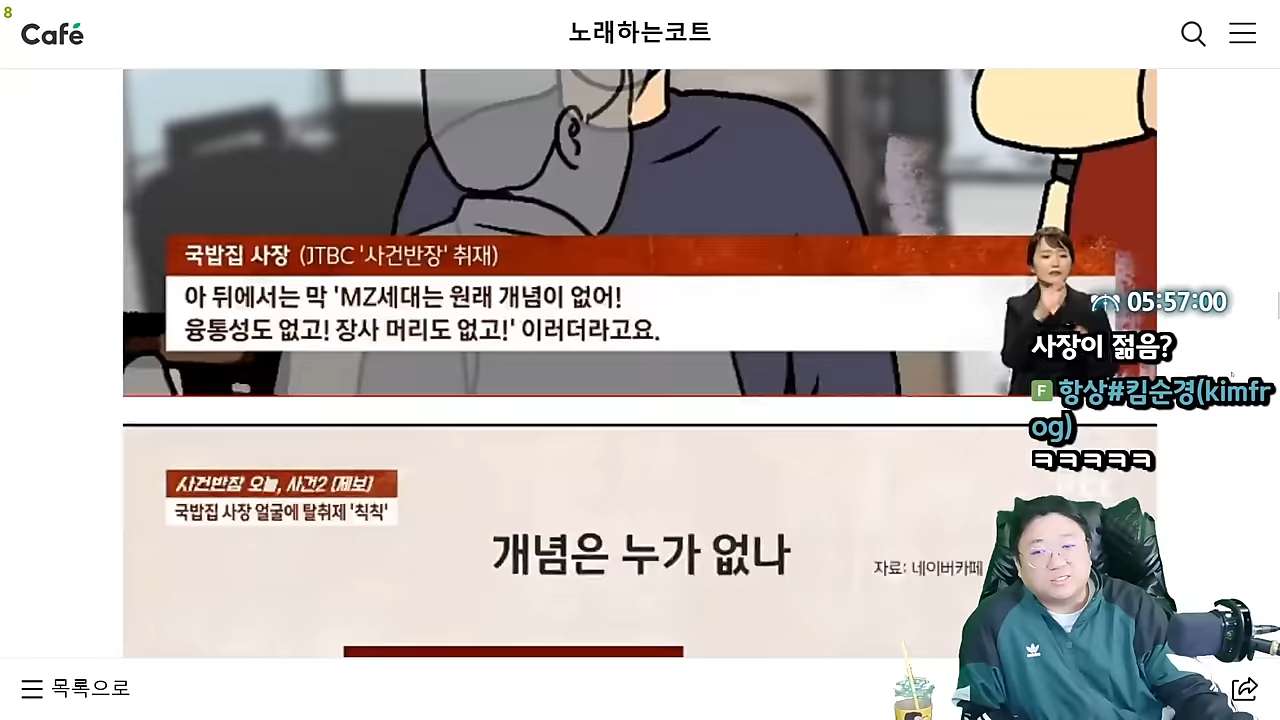 8
Café
노래하는코트
국밥집 사장 (JTBC '사건반장' 취재)
아 뒤에서는 막 'MZ세대는 원래 개념이 없어!
융통성도 없고! 장사 머리도 없고!' 이러더라고요.
05:57:00
사장이 젊음?
F 항상#킴순경(kimfr
og)
ㅋㅋㅋㅋㅋ
사건반장 오늘, 사건2 [제보]
국밥집 사장 얼굴에 탈취제 '칙칙'
개념은 누가 없나
자료: 네이버카페
목록으로